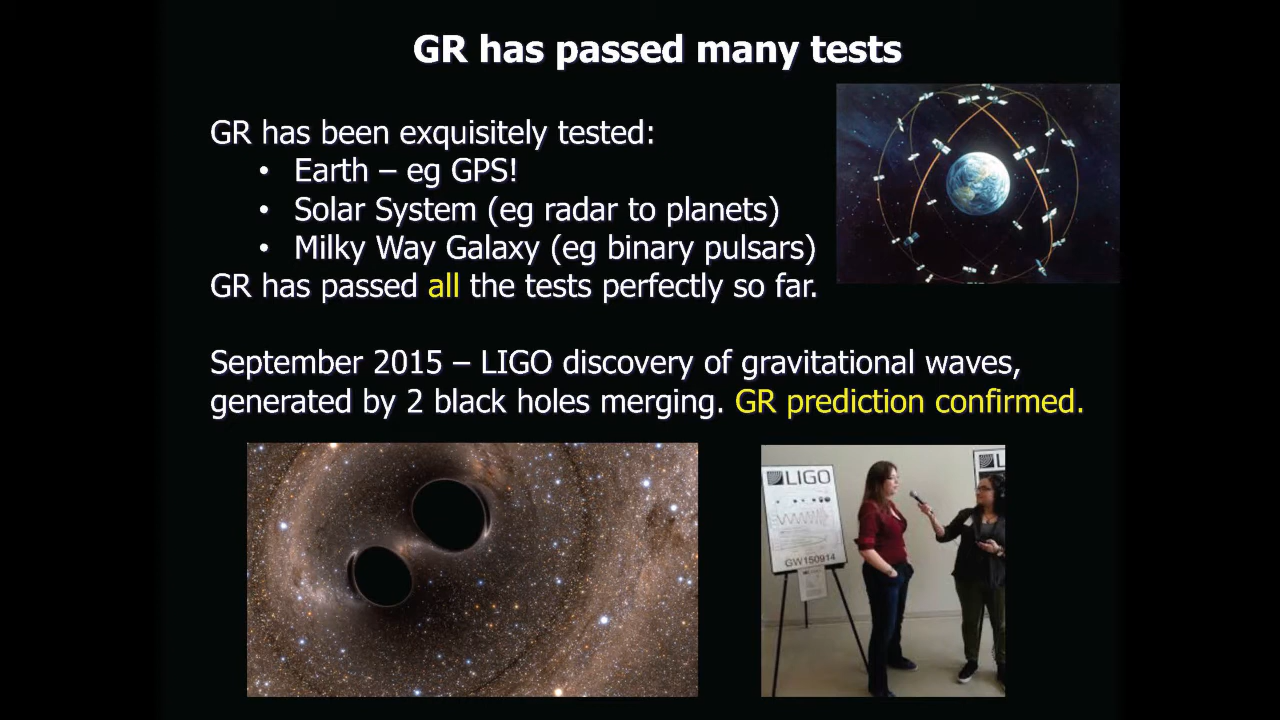 GR has passed many tests
GR has been exquisitely tested:
• Earth – eg GPS!
• Solar System (eg radar to planets)
• Milky Way Galaxy (eg binary pulsars)
GR has passed all the tests perfectly so far.
September 2015 – LIGO discovery of gravitational waves,
generated by 2 black holes merging. GR prediction confirmed.
LIGO
GW150914